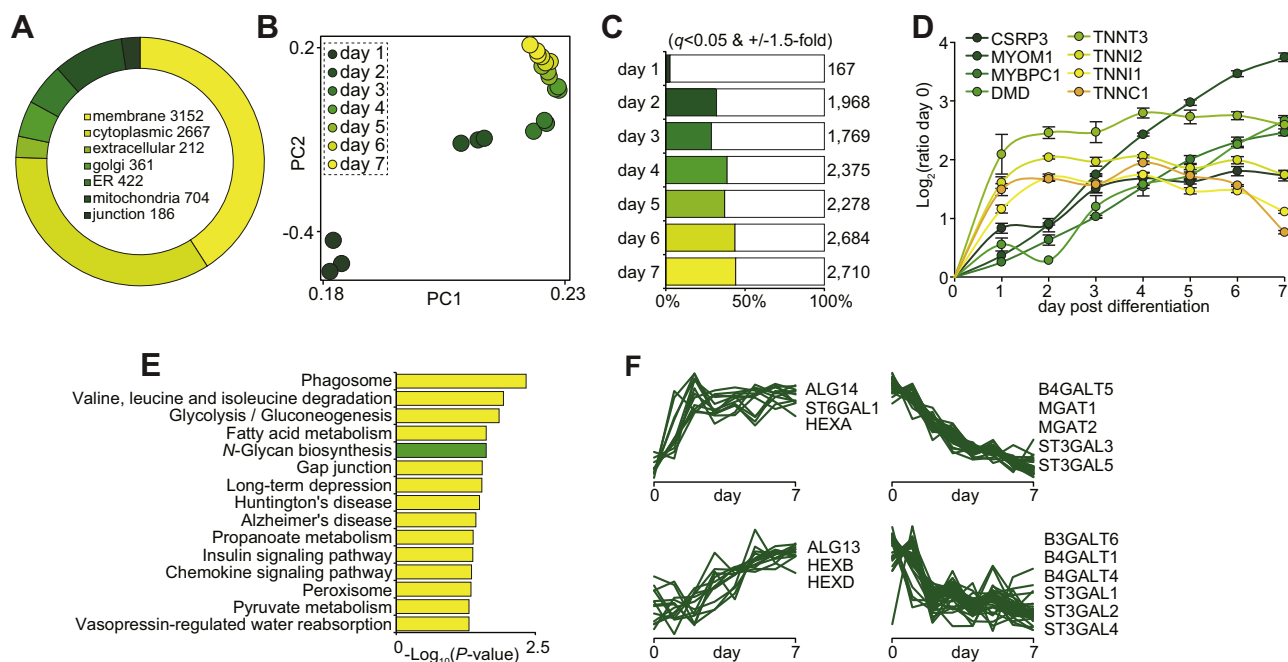 A
membrane 3152
cytoplasmic 2667
extracellular 212
golgi 361
ER 422
mitochondria 704
junction 186
B
0.2
-0.4
PC2
0.18
PC1
0.23
day 1
day 2
day 3
day 4
day 5
day 6
day 7
C
(q<0.05 & +/-1.5-fold)
day 1 167
day 2 1,968
day 3 1,769
day 4 2,375
day 5 2,278
day 6 2,684
day 7 2,710
0% 50% 100%
D
CSRP3
MYOM1
MYBPC1
DMD
TNNT3
TNNI2
TNNI1
TNNC1
Log2(ratio day 0)
4
3
2
1
0
0 1 2 3 4 5 6 7
day post differentiation
E
Phagosome
Valine, leucine and isoleucine degradation
Glycolysis / Gluconeogenesis
Fatty acid metabolism
N-Glycan biosynthesis
Gap junction
Long-term depression
Huntington's disease
Alzheimer's disease
Propanoate metabolism
Insulin signaling pathway
Chemokine signaling pathway
Peroxisome
Pyruvate metabolism
Vasopressin-regulated water reabsorption
0 2.5
-Log10(P-value)
F
ALG14
ST6GAL1
HEXA
0 day 7
B4GALT5
MGAT1
MGAT2
ST3GAL3
ST3GAL5
0 day 7
ALG13
HEXB
HEXD
0 day 7
B3GALT6
B4GALT1
B4GALT4
ST3GAL1
ST3GAL2
ST3GAL4
0 day 7